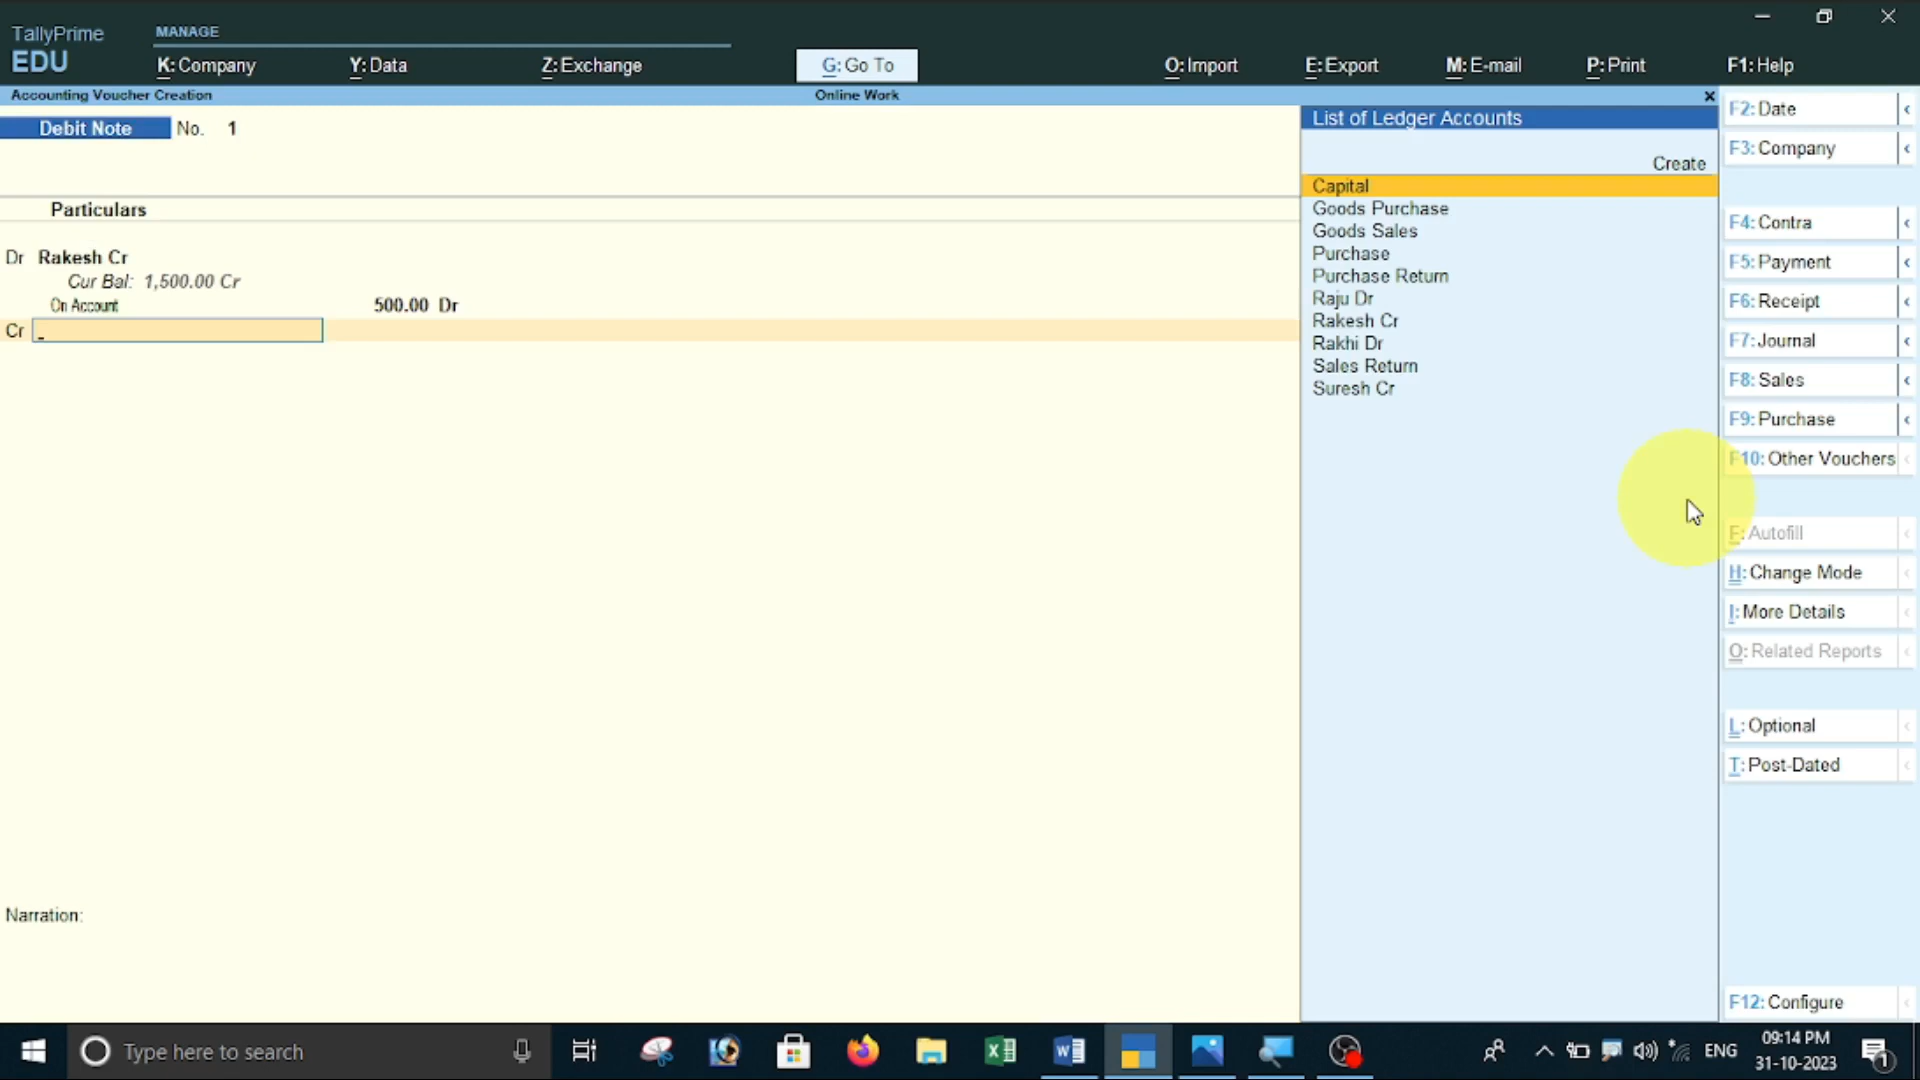 TallyPrime
EDU
MANAGE
K: Company
Y: Data
Z: Exchange
G: Go To
O: Import
E: Export
M: E-mail
P: Print
F1: Help
Accounting Voucher Creation
Online Work
Debit Note No. 1
Particulars
Dr Rakesh Cr
Cur Bal: 1,500.00 Cr
On Account 500.00 Dr
Cr
Narration:
List of Ledger Accounts
Create
Capital
Goods Purchase
Goods Sales
Purchase
Purchase Return
Raju Dr
Rakesh Cr
Rakhi Dr
Sales Return
Suresh Cr
F2: Date
F3: Company
F4: Contra
F5: Payment
F6: Receipt
F7: Journal
F8: Sales
F9: Purchase
F10: Other Vouchers
E: Autofill
H: Change Mode
I: More Details
O: Related Reports
L: Optional
T: Post-Dated
F12: Configure
Type here to search
ENG
09:14 PM
31-10-2023
1